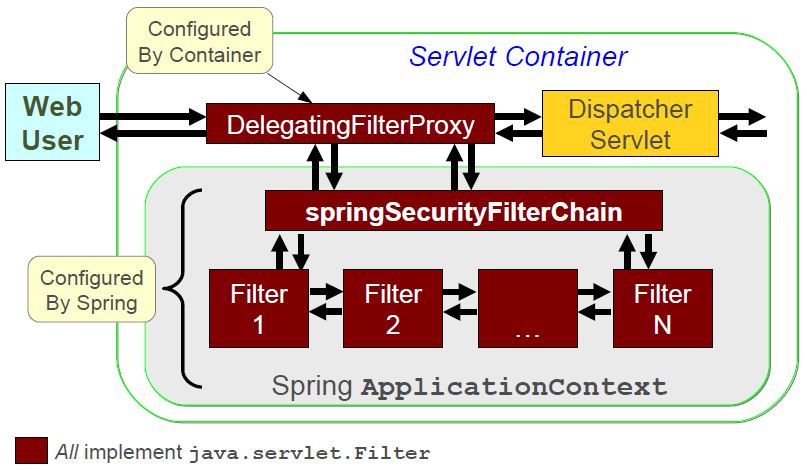 Configured
By Container
Servlet Container
Web
User
DelegatingFilterProxy
Dispatcher
Servlet
springSecurityFilterChain
Configured
By Spring
Filter
1
Filter
2
...
Filter
N
Spring ApplicationContext
All implement java.servlet.Filter